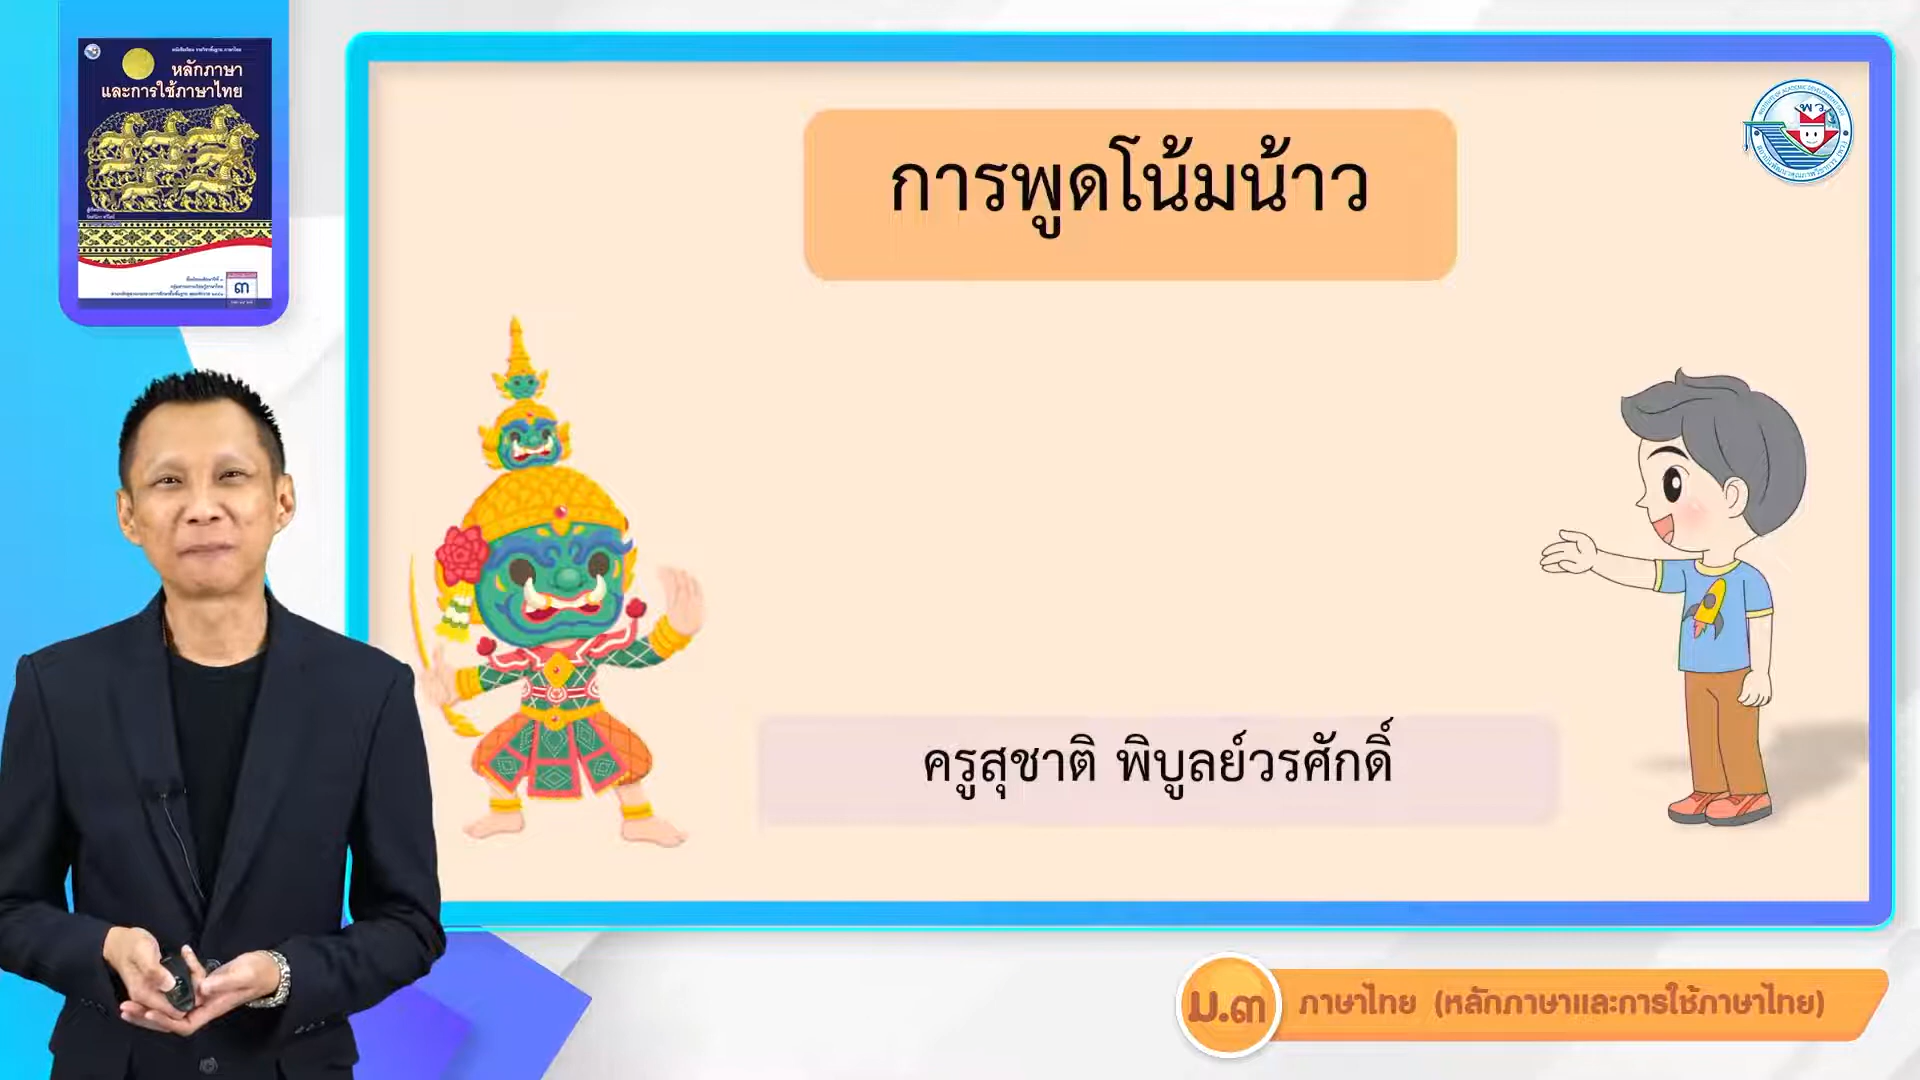 หลักภาษา
และการใช้ภาษาไทย
๓
การพูดโน้มน้าว
ครูสุชาติ พิบูลย์วรศักดิ์
ม.๓
ภาษาไทย (หลักภาษาและการใช้ภาษาไทย)